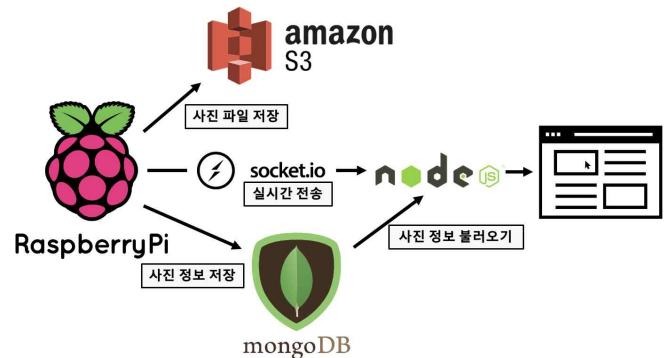 amazon
S3
사진 파일 저장
socket.io
실시간 전송
node
JS
RaspberryPi
사진 정보 불러오기
사진 정보 저장
mongoDB